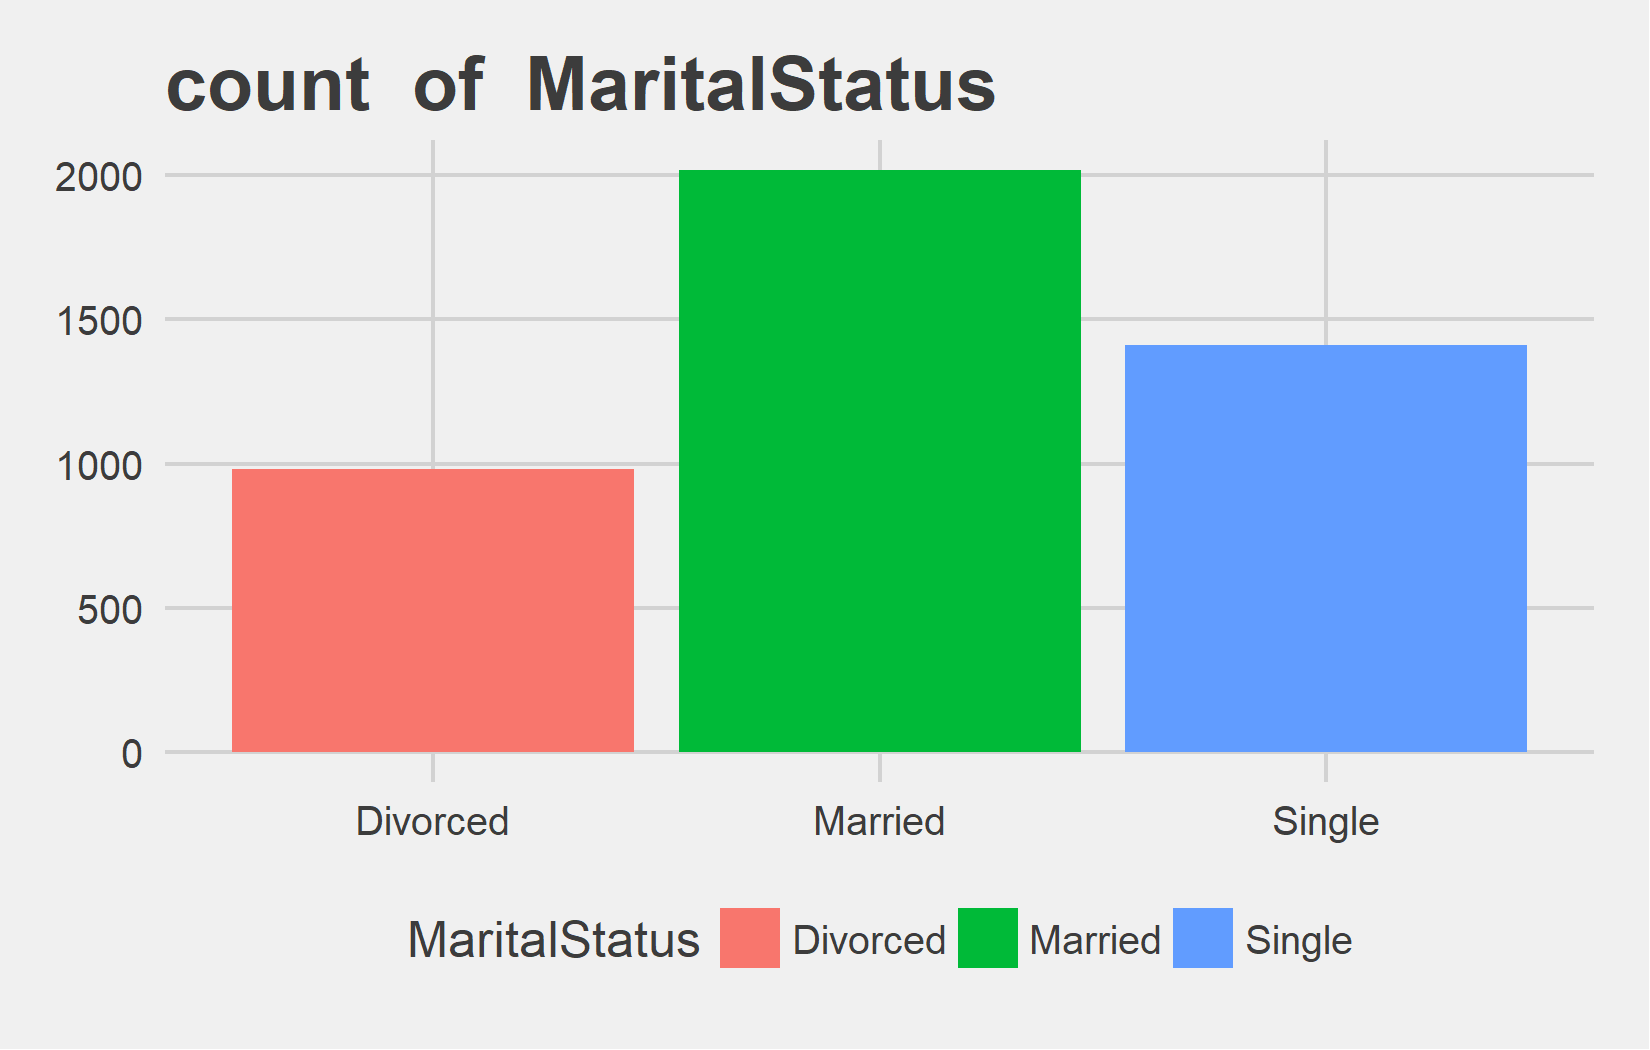 count of MaritalStatus
2000
1500
1000
500
0
Divorced Married Single
MaritalStatus Divorced Married Single